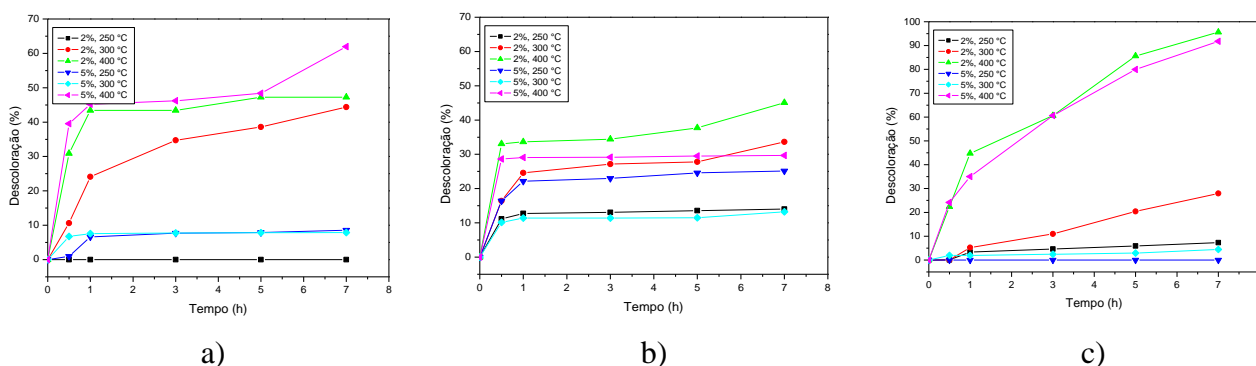 70
60
50
40
30
20
10
0
-10
Descoloração (%)
2%, 250 °C
2%, 300 °C
2%, 400 °C
5%, 250 °C
5%, 300 °C
5%, 400 °C
0 1 2 3 4 5 6 7 8
Tempo (h)
a)
70
60
50
40
30
20
10
0
-10
Descoloração (%)
2%, 250 °C
2%, 300 °C
2%, 400 °C
5%, 250 °C
5%, 300 °C
5%, 400 °C
0 1 2 3 4 5 6 7 8
Tempo (h)
b)
100
90
80
70
60
50
40
30
20
10
0
-10
Descoloração (%)
2%, 250 °C
2%, 300 °C
2%, 400 °C
5%, 250 °C
5%, 300 °C
5%, 400 °C
0 1 2 3 4 5 6 7
Tempo (h)
c)